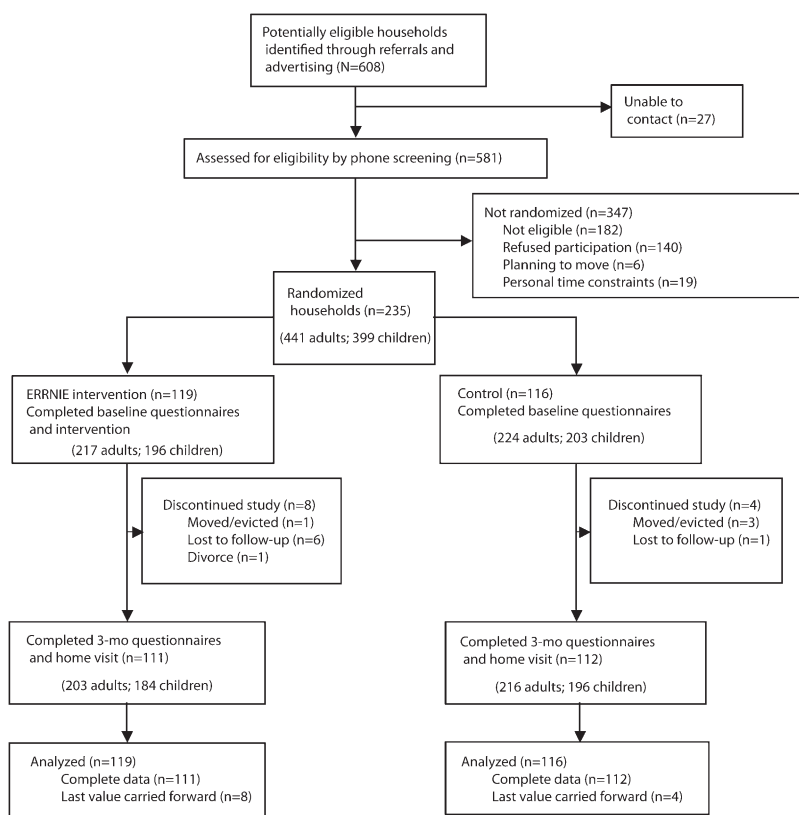 Potentially eligible households
identified through referrals and
advertising (N=608)
Unable to
contact (n=27)
Assessed for eligibility by phone screening (n=581)
Not randomized (n=347)
Not eligible (n=182)
Refused participation (n=140)
Planning to move (n=6)
Personal time constraints (n=19)
Randomized
households (n=235)
(441 adults; 399 children)
ERRNIE intervention (n=119)
Completed baseline questionnaires
and intervention
(217 adults; 196 children)
Control (n=116)
Completed baseline questionnaires
(224 adults; 203 children)
Discontinued study (n=8)
Moved/evicted (n=1)
Lost to follow-up (n=6)
Divorce (n=1)
Discontinued study (n=4)
Moved/evicted (n=3)
Lost to follow-up (n=1)
Completed 3-mo questionnaires
and home visit (n=111)
(203 adults; 184 children)
Completed 3-mo questionnaires
and home visit (n=112)
(216 adults; 196 children)
Analyzed (n=119)
Complete data (n=111)
Last value carried forward (n=8)
Analyzed (n=116)
Complete data (n=112)
Last value carried forward (n=4)